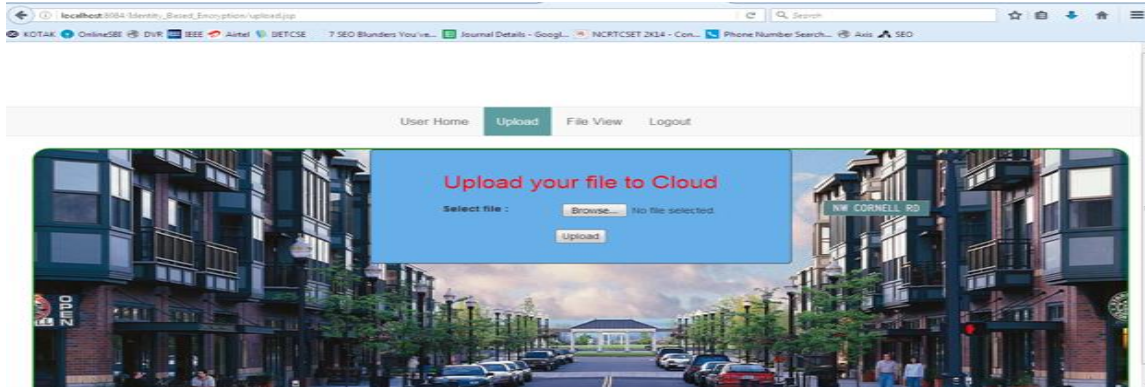 localhost:8084/Identity_Based_Encryption/upload.jsp
Search
KOTAK OnlineSBI DVR IEEE Airtel IJETCSE 7 SEO Blunders You've... Journal Details - Googl... NCRTCSET 2K14 - Con... Phone Number Search... Axis SEO
User Home Upload File View Logout
Upload your file to Cloud
Select file : Browse... No file selected.
Upload
NW CORNELL RD
OPEN